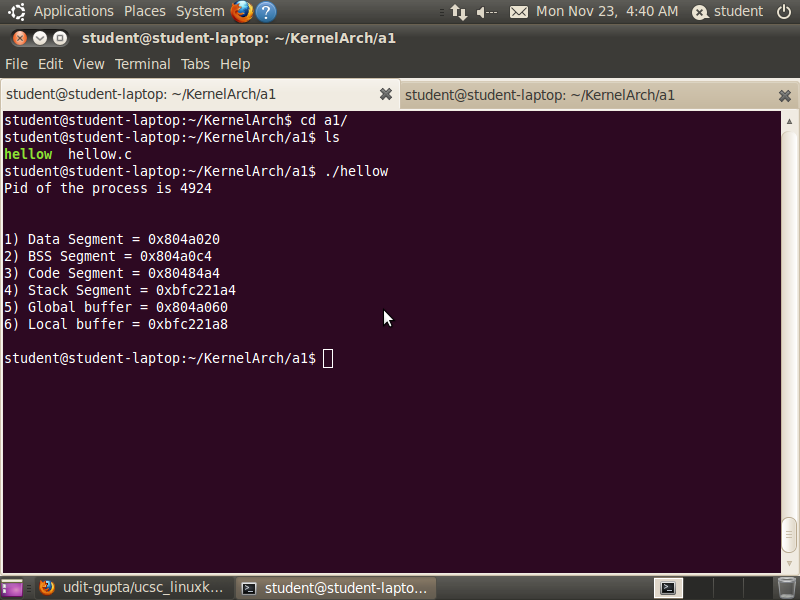 Applications Places System Mon Nov 23, 4:40 AM student
student@student-laptop: ~/KernelArch/a1
File Edit View Terminal Tabs Help
student@student-laptop: ~/KernelArch/a1 student@student-laptop: ~/KernelArch/a1
student@student-laptop:~/KernelArch$ cd a1/
student@student-laptop:~/KernelArch/a1$ ls
hellow hellow.c
student@student-laptop:~/KernelArch/a1$ ./hellow
Pid of the process is 4924
1) Data Segment = 0x804a020
2) BSS Segment = 0x804a0c4
3) Code Segment = 0x80484a4
4) Stack Segment = 0xbfc221a4
5) Global buffer = 0x804a060
6) Local buffer = 0xbfc221a8
student@student-laptop:~/KernelArch/a1$
udit-gupta/ucsc_linuxk... student@student-lapto...